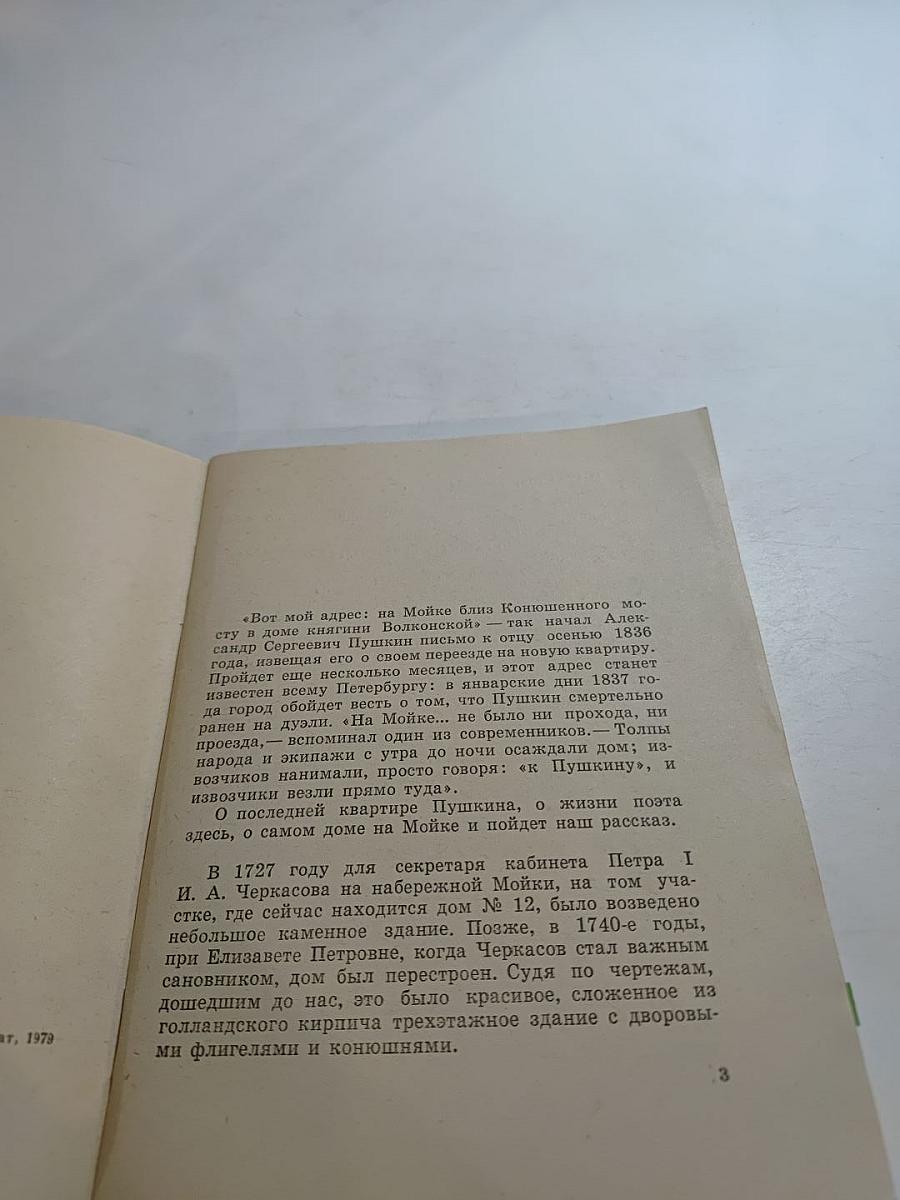 «Вот мой адрес: на Мойке близ Конюшенного мо-
сту в доме княгини Волконской» — так начал Алек-
сандр Сергеевич Пушкин письмо к отцу осенью 1836
года, извещая его о своем переезде на новую квартиру.
Пройдет еще несколько месяцев, и этот адрес станет
известен всему Петербургу: в январские дни 1837 го-
да город обойдет весть о том, что Пушкин смертельно
ранен на дуэли. «На Мойке... не было ни прохода, ни
проезда,— вспоминал один из современников.— Толпы
народа и экипажи с утра до ночи осаждали дом; из-
возчиков нанимали, просто говоря: «к Пушкину», и
извозчики везли прямо туда».
О последней квартире Пушкина, о жизни поэта
здесь, о самом доме на Мойке и пойдет наш рассказ.
В 1727 году для секретаря кабинета Петра I
И. А. Черкасова на набережной Мойки, на том уча-
стке, где сейчас находится дом № 12, было возведено
небольшое каменное здание. Позже, в 1740-е годы,
при Елизавете Петровне, когда Черкасов стал важным
сановником, дом был перестроен. Судя по чертежам,
дошедшим до нас, это было красивое, сложенное из
голландского кирпича трехэтажное здание с дворовы-
ми флигелями и конюшнями.
3
ат, 1979